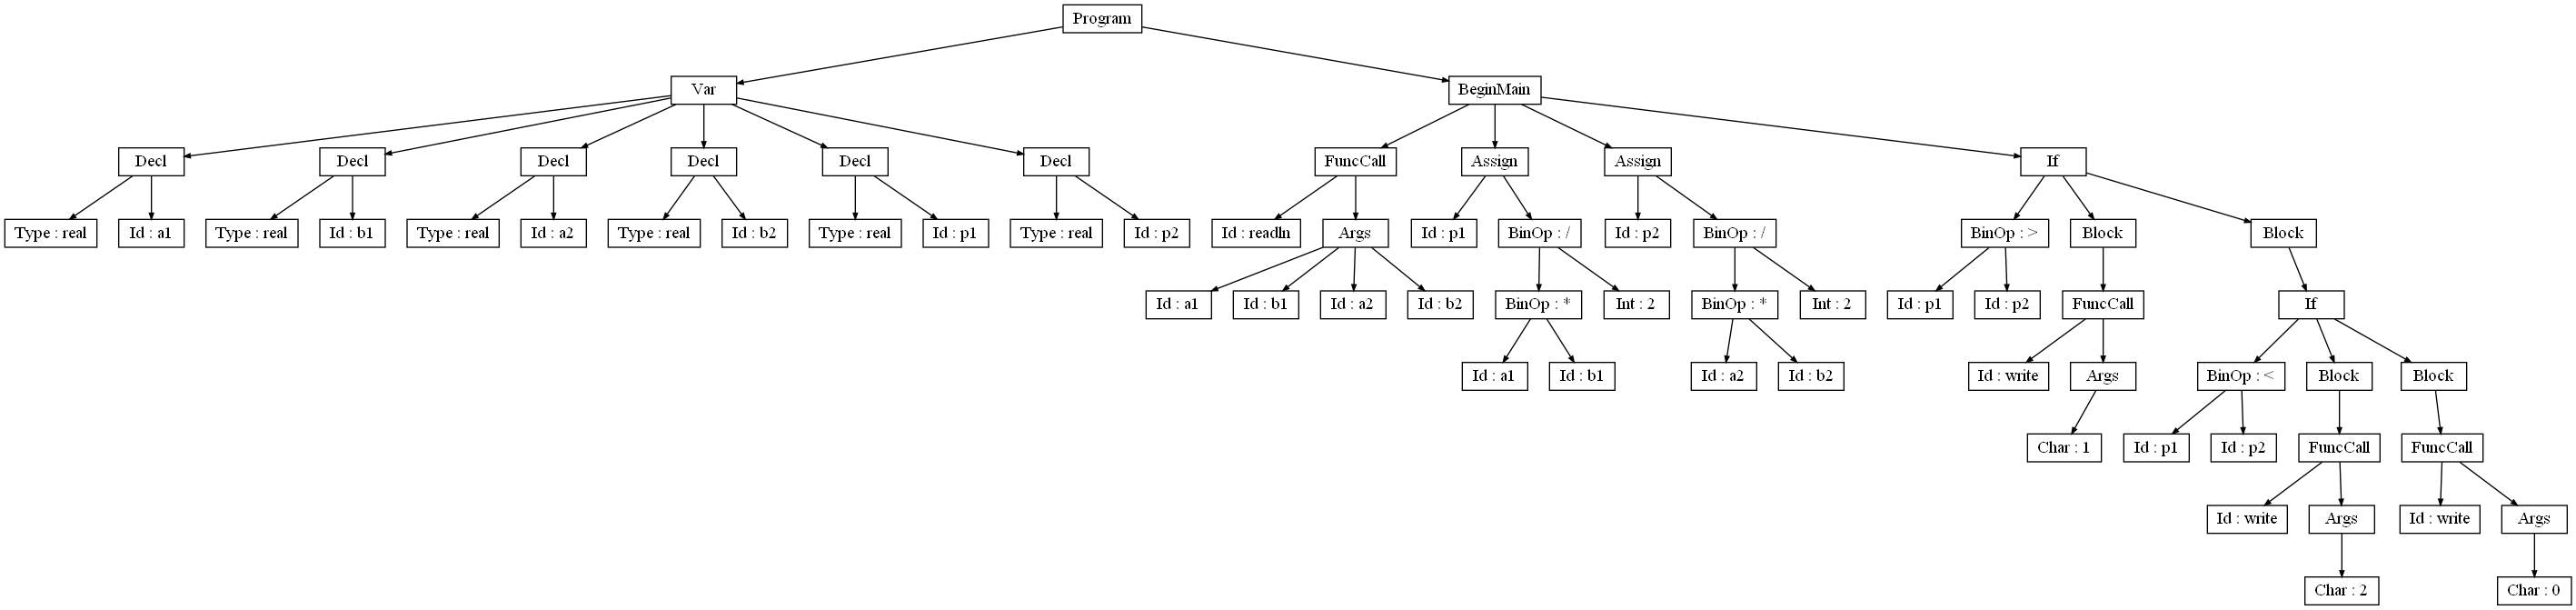 Program
Var
BeginMain
Decl
Decl
Decl
Decl
Decl
Decl
FuncCall
Assign
Assign
If
Type : real
Id : a1
Type : real
Id : b1
Type : real
Id : a2
Type : real
Id : b2
Type : real
Id : p1
Type : real
Id : p2
Id : readln
Args
Id : p1
BinOp : /
Id : p2
BinOp : /
BinOp : >
Block
Block
Id : a1
Id : b1
Id : a2
Id : b2
BinOp : *
Int : 2
BinOp : *
Int : 2
Id : p1
Id : p2
FuncCall
If
Id : a1
Id : b1
Id : a2
Id : b2
Id : write
Args
BinOp : <
Block
Block
Char : 1
Id : p1
Id : p2
FuncCall
FuncCall
Id : write
Args
Id : write
Args
Char : 2
Char : 0